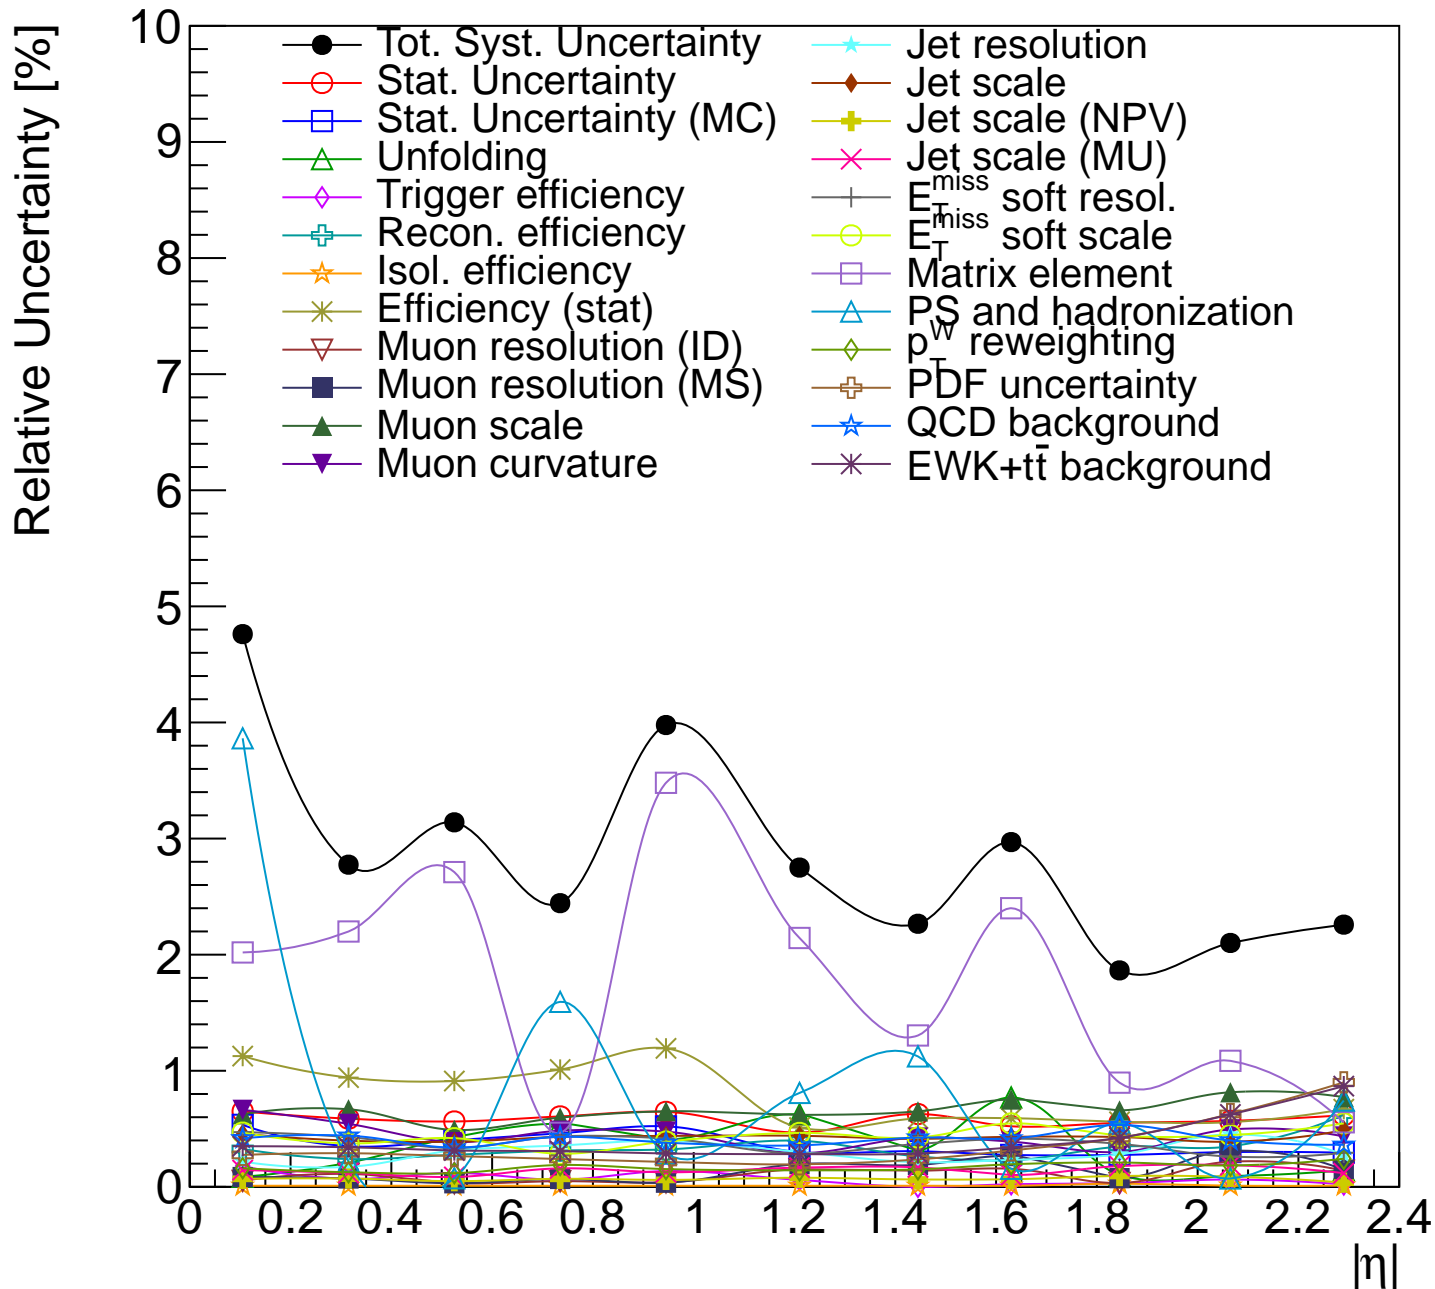 Relative Uncertainty [%]
10
9
8
7
6
5
4
3
2
1
0
Tot. Syst. Uncertainty
Stat. Uncertainty
Stat. Uncertainty (MC)
Unfolding
Trigger efficiency
Recon. efficiency
Isol. efficiency
Efficiency (stat)
Muon resolution (ID)
Muon resolution (MS)
Muon scale
Muon curvature
Jet resolution
Jet scale
Jet scale (NPV)
Jet scale (MU)
E_T^miss soft resol.
E_T^miss soft scale
Matrix element
PS and hadronization
p_T^W reweighting
PDF uncertainty
QCD background
EWK+tt̄ background
0 0.2 0.4 0.6 0.8 1 1.2 1.4 1.6 1.8 2 2.2 2.4
|η|